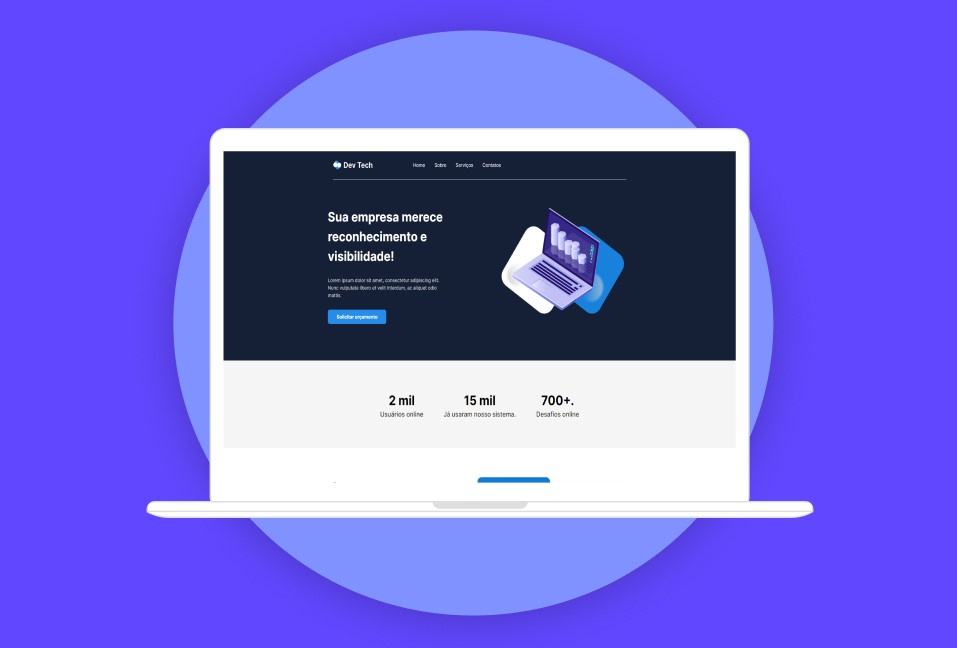 Dev Tech
Home Sobre Serviços Contatos
Sua empresa merece
reconhecimento e
visibilidade!
Lorem ipsum dolor sit amet, consectetur adipiscing elit.
Nunc vulputate libero et velit interdum, ac aliquet odio
mattis.
Solicitar orçamento
2 mil 15 mil 700+.
Usuários online Já usaram nosso sistema. Desafios online